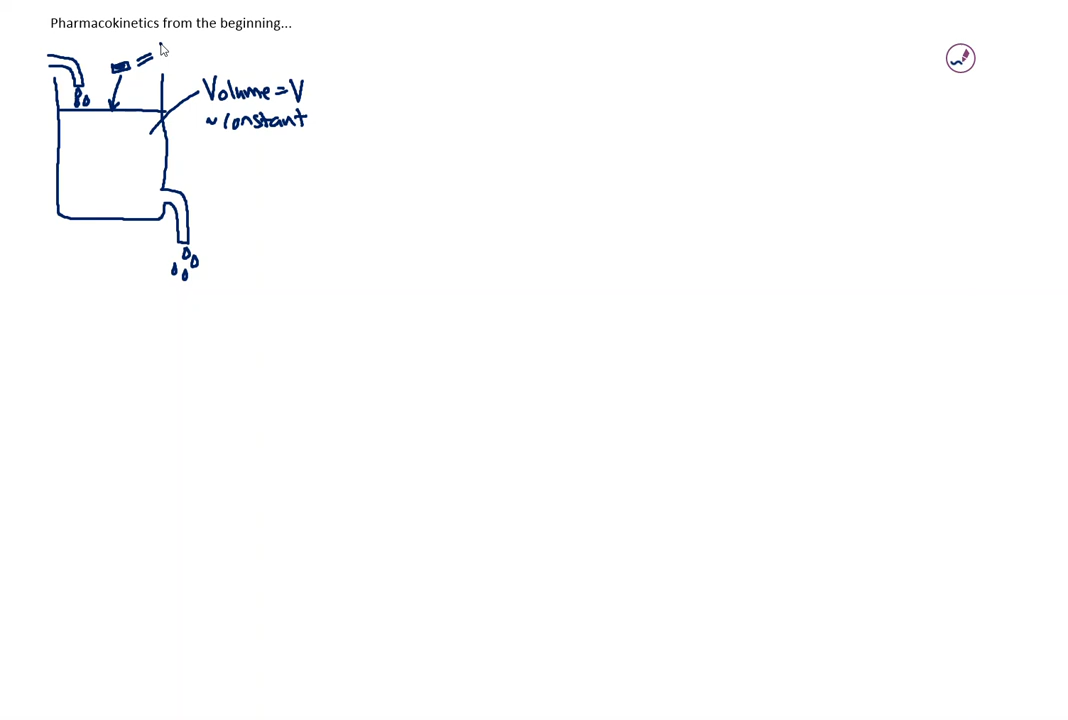 Pharmacokinetics from the beginning...
=
Volume = V
~ constant